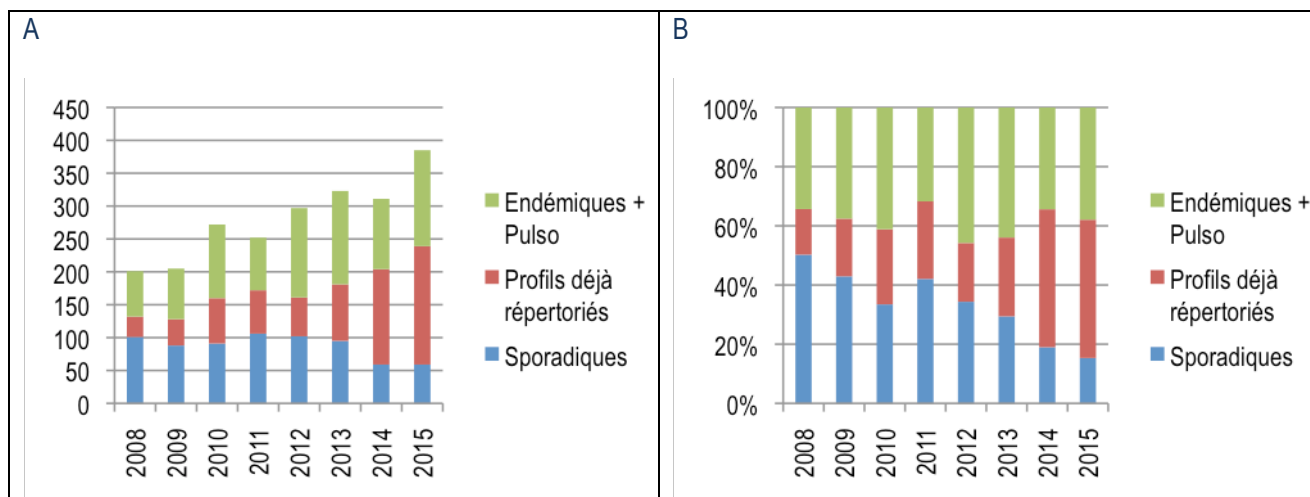 A
450
400
350
300
250
200
150
100
50
0
2008
2009
2010
2011
2012
2013
2014
2015
Endémiques +
Pulso
Profils déjà
répertoriés
Sporadiques
B
100%
80%
60%
40%
20%
0%
2008
2009
2010
2011
2012
2013
2014
2015
Endémiques +
Pulso
Profils déjà
répertoriés
Sporadiques